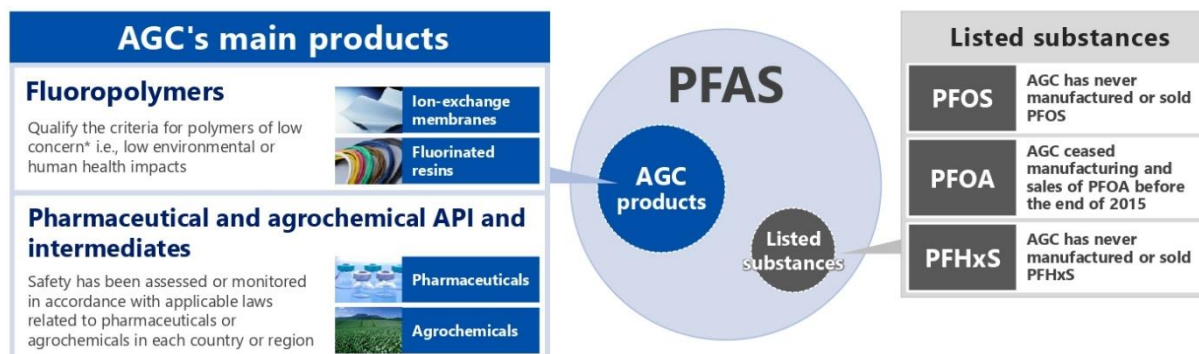 AGC's main products
Fluoropolymers
Qualify the criteria for polymers of low
concern* i.e., low environmental or
human health impacts
Ion-exchange
membranes
Fluorinated
resins
Pharmaceutical and agrochemical API and
intermediates
Safety has been assessed or monitored
in accordance with applicable laws
related to pharmaceuticals or
agrochemicals in each country or region
Pharmaceuticals
Agrochemicals
PFAS
AGC
products
Listed
substances
Listed substances
PFOS
AGC has never
manufactured or sold
PFOS
PFOA
AGC ceased
manufacturing and
sales of PFOA before
the end of 2015
PFHxS
AGC has never
manufactured or sold
PFHxS